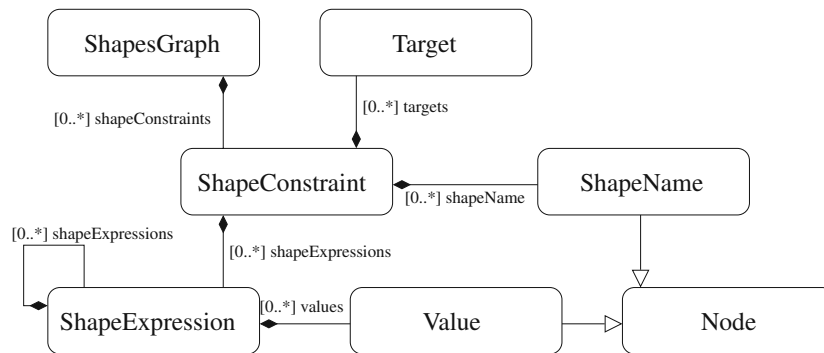 ShapesGraph
Target
[0..*] shapeConstraints
[0..*] targets
ShapeConstraint
[0..*] shapeName
ShapeName
[0..*] shapeExpressions
[0..*] shapeExpressions
ShapeExpression
[0..*] values
Value
Node